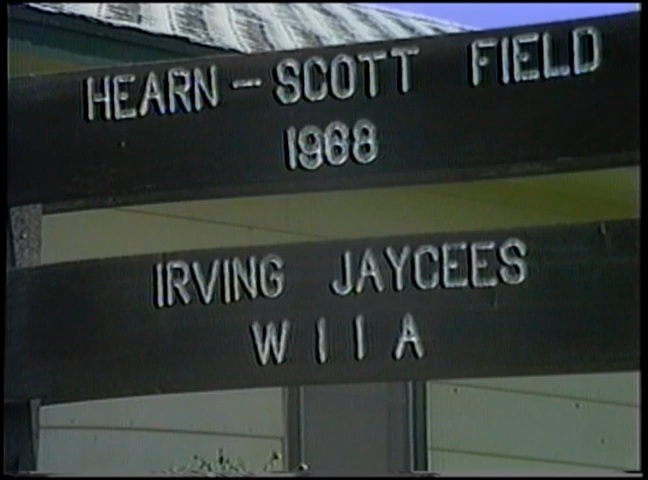 HEARN - SCOTT FIELD
1968
IRVING JAYCEES
W I I A